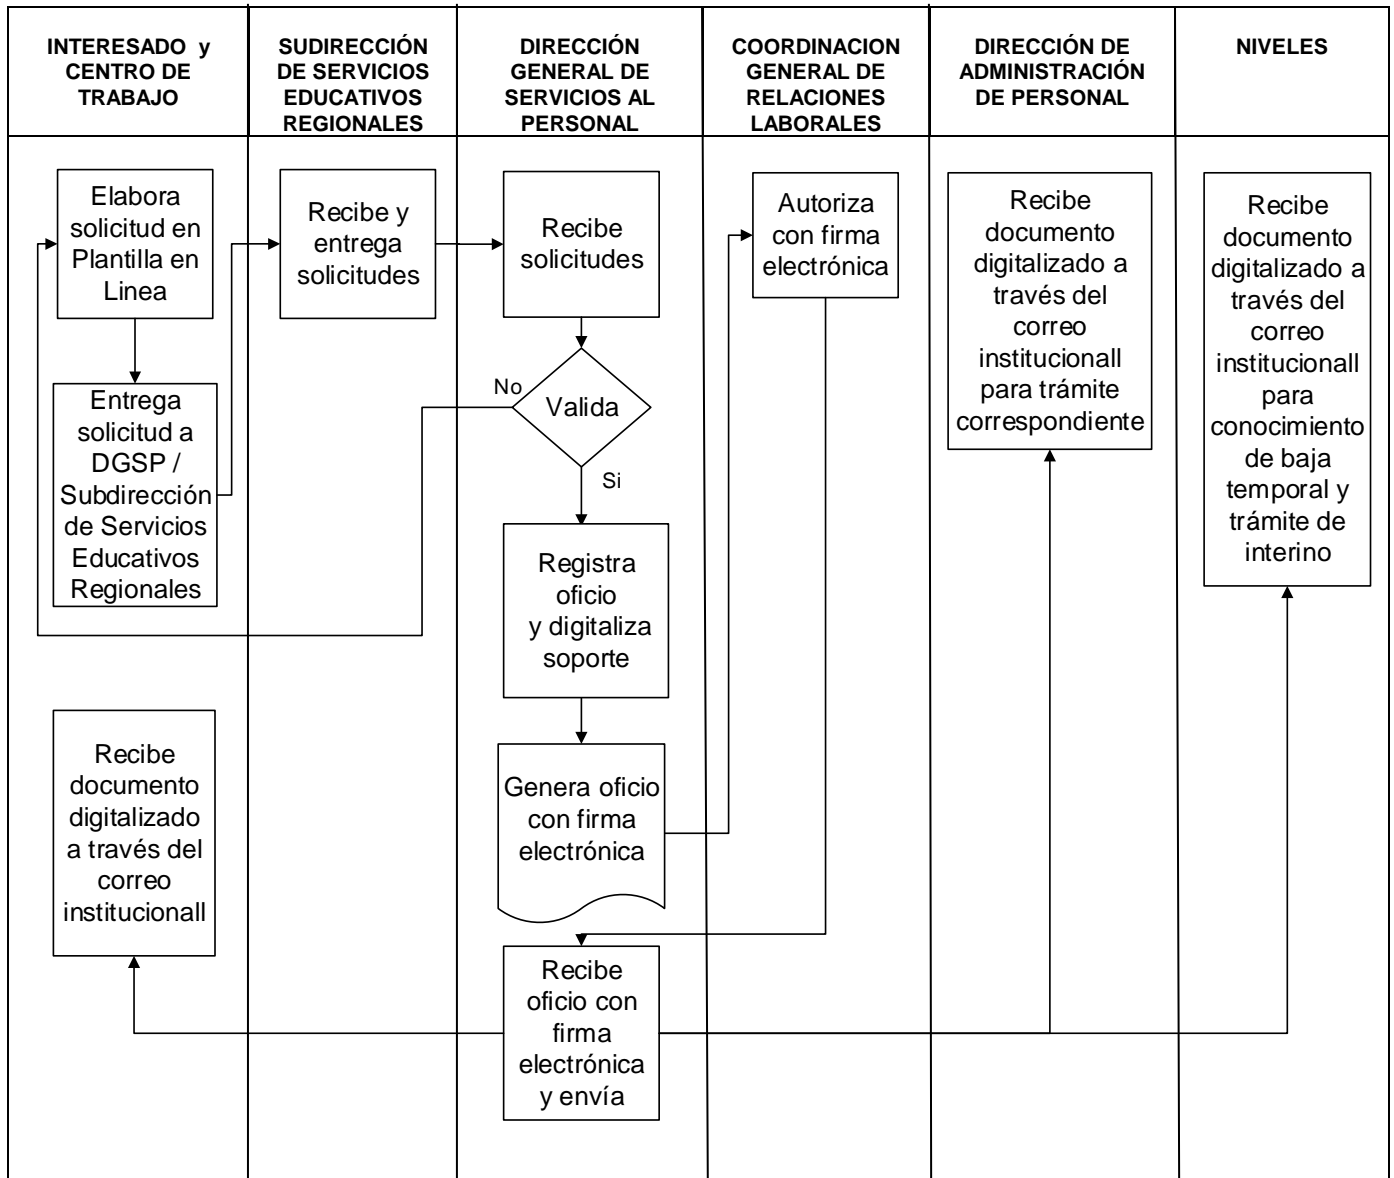 INTERESADO y
CENTRO DE
TRABAJO
SUDIRECCIÓN
DE SERVICIOS
EDUCATIVOS
REGIONALES
DIRECCIÓN
GENERAL DE
SERVICIOS AL
PERSONAL
COORDINACION
GENERAL DE
RELACIONES
LABORALES
DIRECCIÓN DE
ADMINISTRACIÓN
DE PERSONAL
NIVELES
Elabora
solicitud en
Plantilla en
Linea
Entrega
solicitud a
DGSP /
Subdirección
de Servicios
Educativos
Regionales
Recibe y
entrega
solicitudes
Recibe
solicitudes
Valida
No
Si
Registra
oficio
y digitaliza
soporte
Genera oficio
con firma
electrónica
Autoriza
con firma
electrónica
Recibe
oficio con
firma
electrónica
y envía
Recibe
documento
digitalizado
a través del
correo
institucionall
Recibe
documento
digitalizado a
través del
correo
institucionall
para trámite
correspondiente
Recibe
documento
digitalizado a
través del
correo
institucionall
para
conocimiento
de baja
temporal y
trámite de
interino